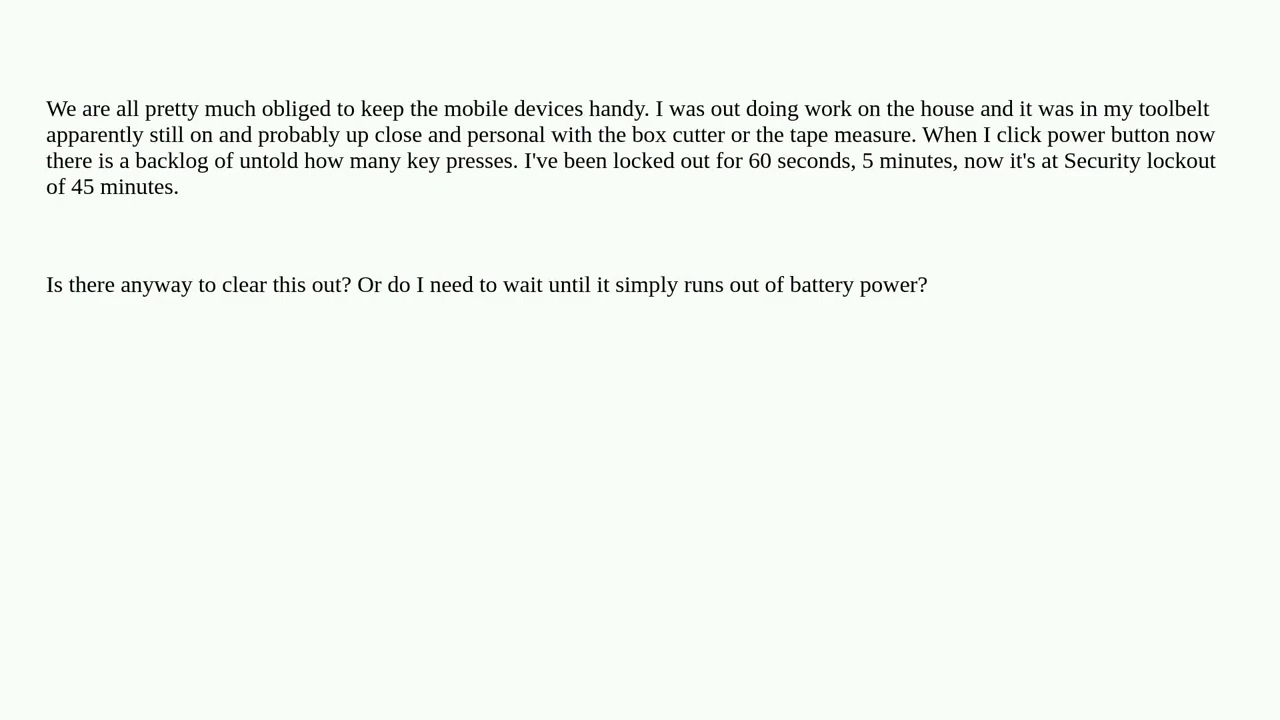 We are all pretty much obliged to keep the mobile devices handy. I was out doing work on the house and it was in my toolbelt
apparently still on and probably up close and personal with the box cutter or the tape measure. When I click power button now
there is a backlog of untold how many key presses. I've been locked out for 60 seconds, 5 minutes, now it's at Security lockout
of 45 minutes.
Is there anyway to clear this out? Or do I need to wait until it simply runs out of battery power?